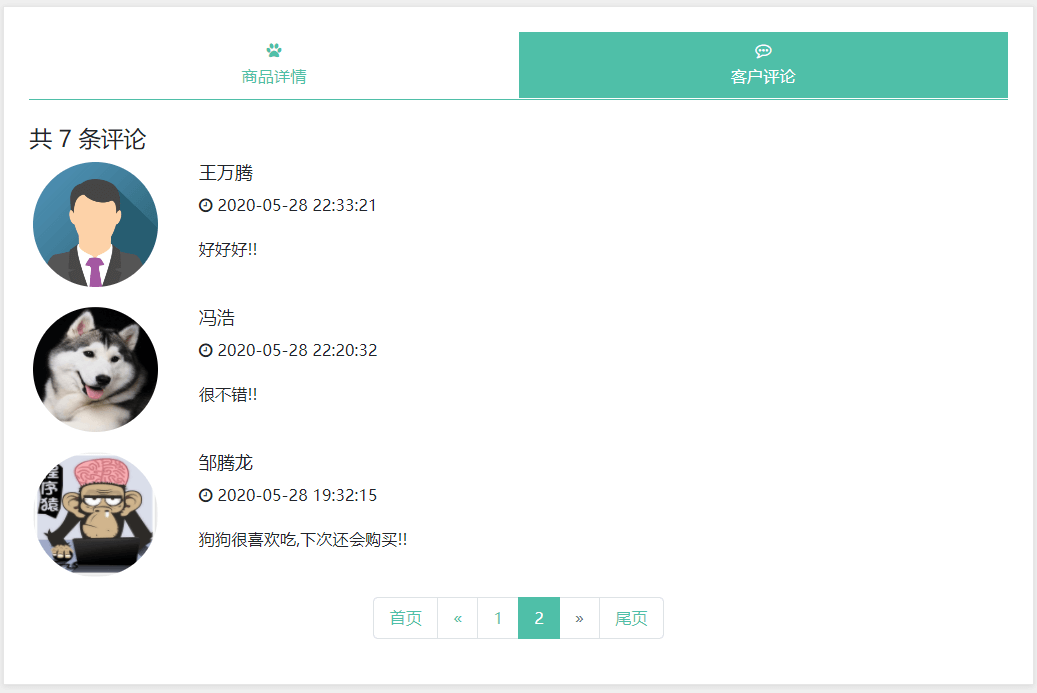 商品详情
客户评论
共 7 条评论
王万腾
2020-05-28 22:33:21
好好好!!
冯浩
2020-05-28 22:20:32
很不错!!
程序猿
邹腾龙
2020-05-28 19:32:15
狗狗很喜欢吃,下次还会购买!!
首页 « 1 2 » 尾页